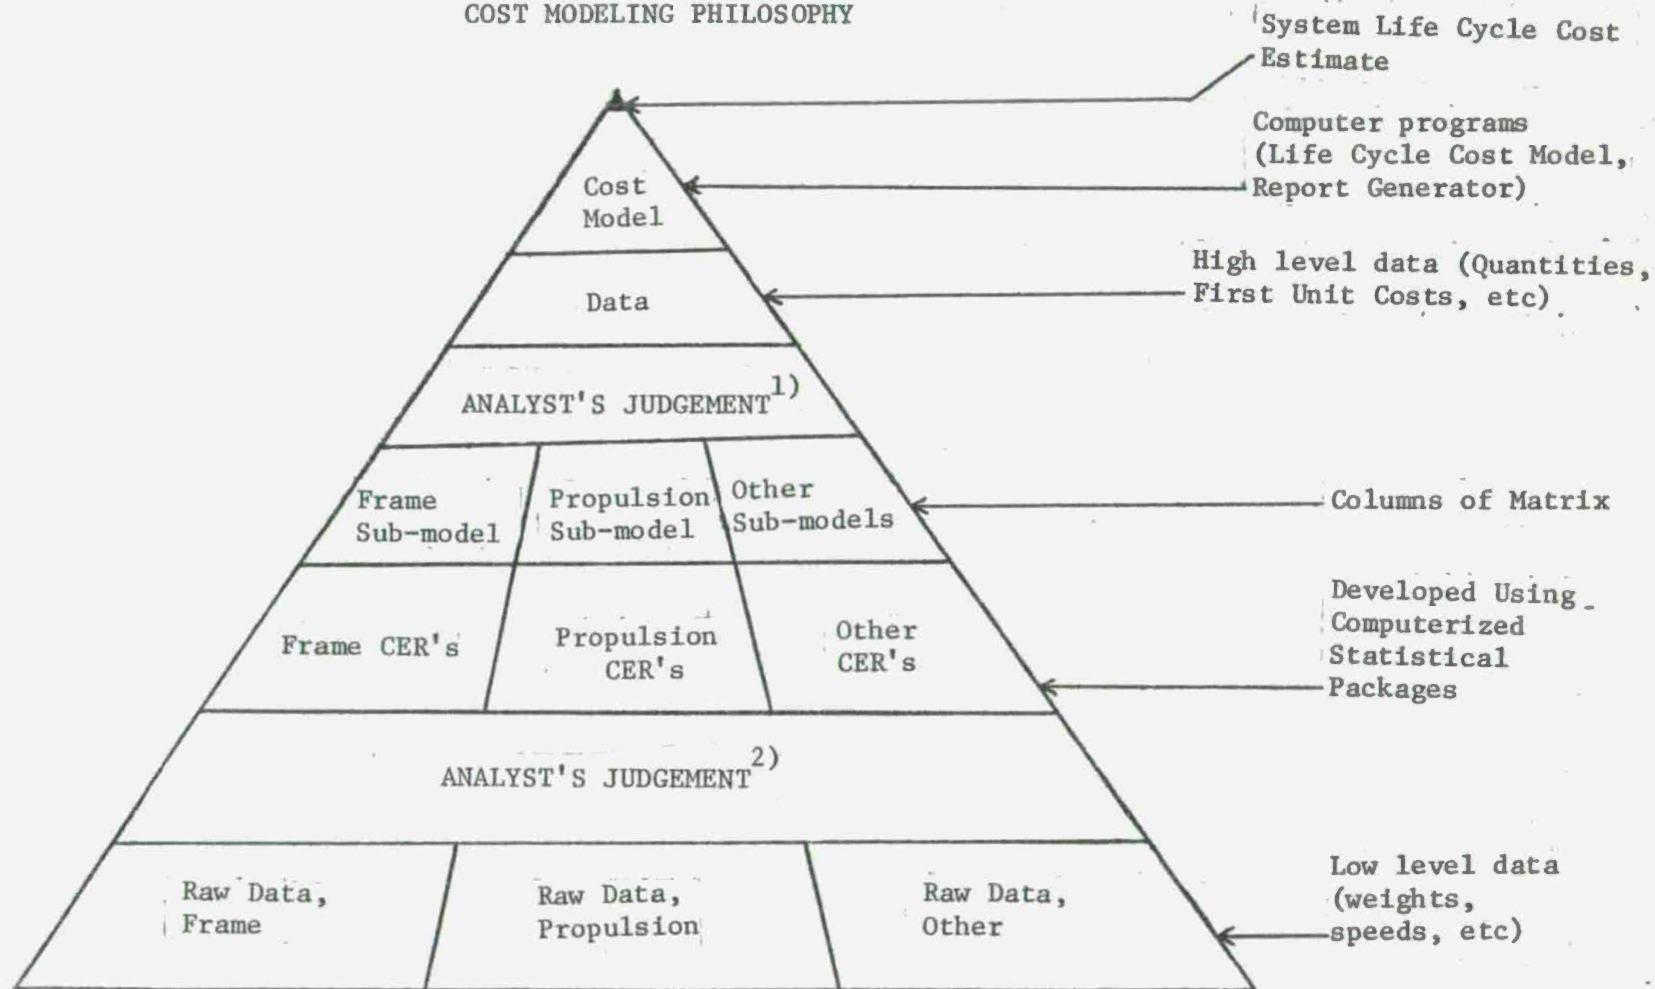 COST MODELING PHILOSOPHY
System Life Cycle Cost
Estimate
Computer programs
(Life Cycle Cost Model,
Report Generator)
Cost
Model
High level data (Quantities,
First Unit Costs, etc)
Data
ANALYST'S JUDGEMENT 1)
Frame
Sub-model
Propulsion
Sub-model
Other
Sub-models
Columns of Matrix
Frame CER's
Propulsion
CER's
Other
CER's
Developed Using
Computerized
Statistical
Packages
ANALYST'S JUDGEMENT 2)
Raw Data,
Frame
Raw Data,
Propulsion
Raw Data,
Other
Low level data
(weights,
speeds, etc)